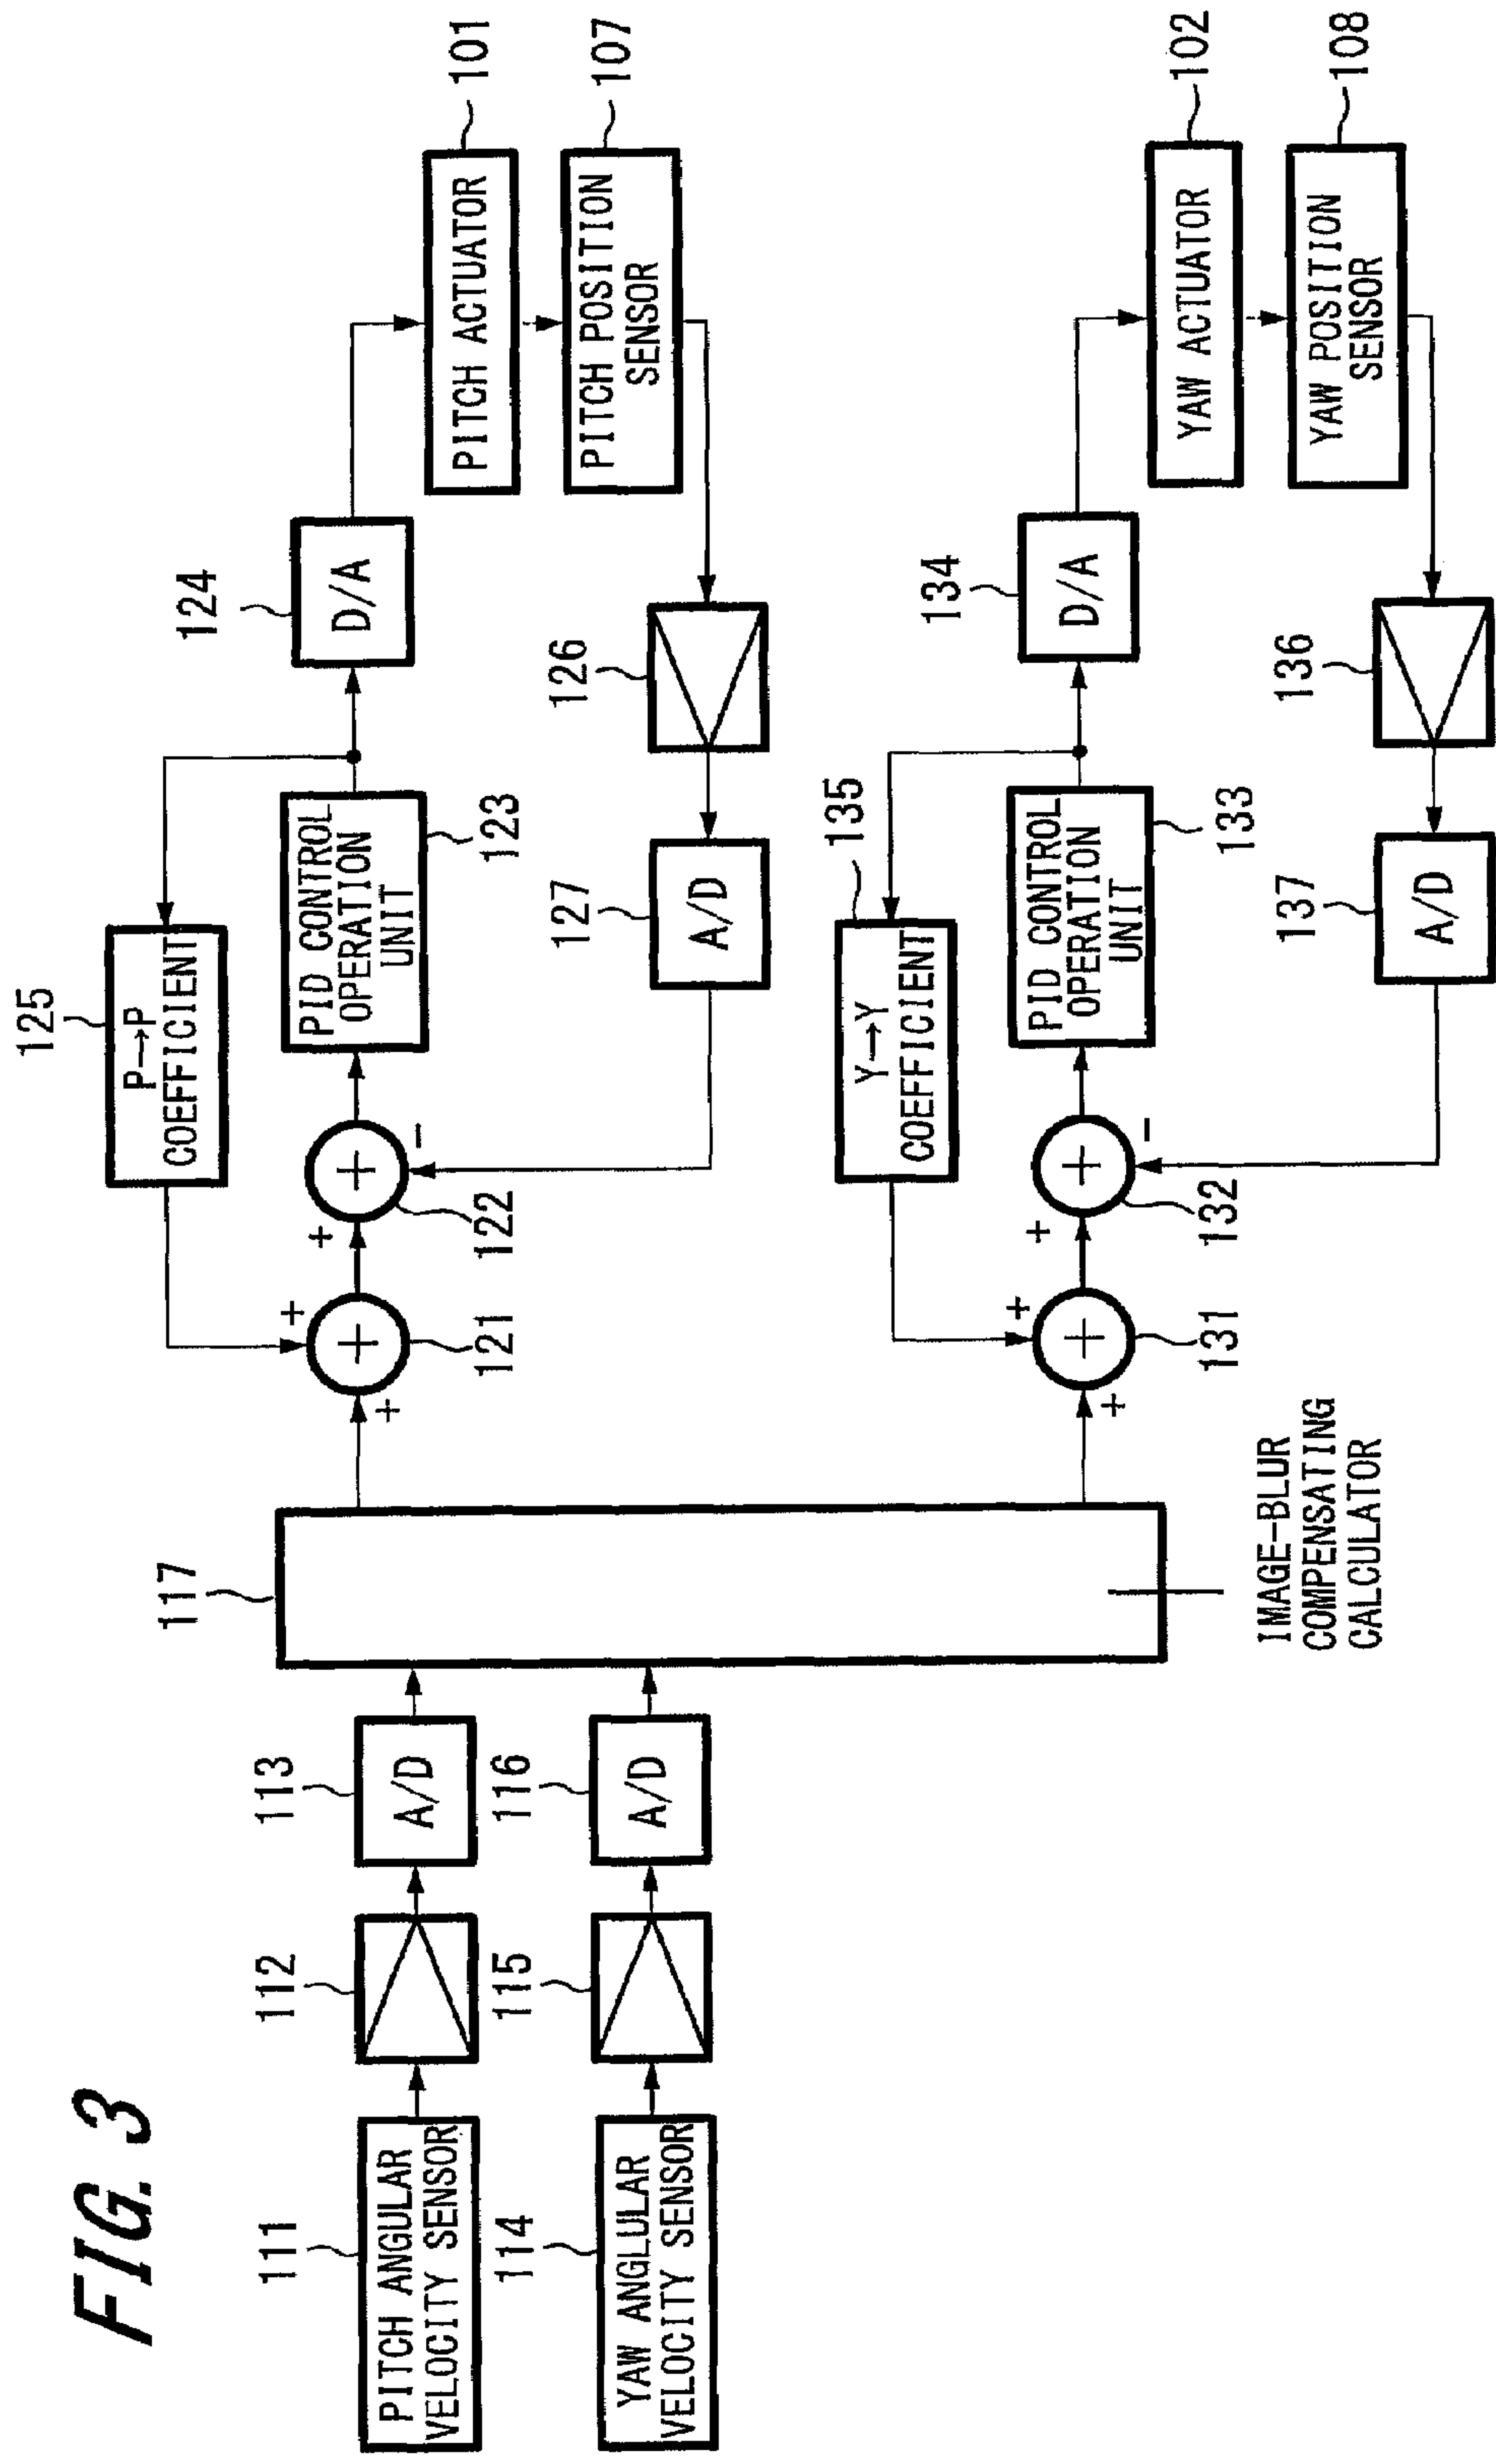 FIG. 3
111
PITCH ANGULAR
VELOCITY SENSOR
112
113
A/D
114
YAW ANGLULAR
VELOCITY SENSOR
115
116
A/D
117
IMAGE-BLUR
COMPENSATING
CALCULATOR
125
P→P
COEFFICIENT
+
+
+
121
+
+
−
122
PID CONTROL
OPERATION
UNIT
123
124
D/A
PITCH ACTUATOR
101
PITCH POSITION
SENSOR
107
126
127
A/D
135
Y→Y
COEFFICIENT
+
+
+
131
+
+
−
132
PID CONTROL
OPERATION
UNIT
133
134
D/A
YAW ACTUATOR
102
YAW POSITION
SENSOR
108
136
137
A/D